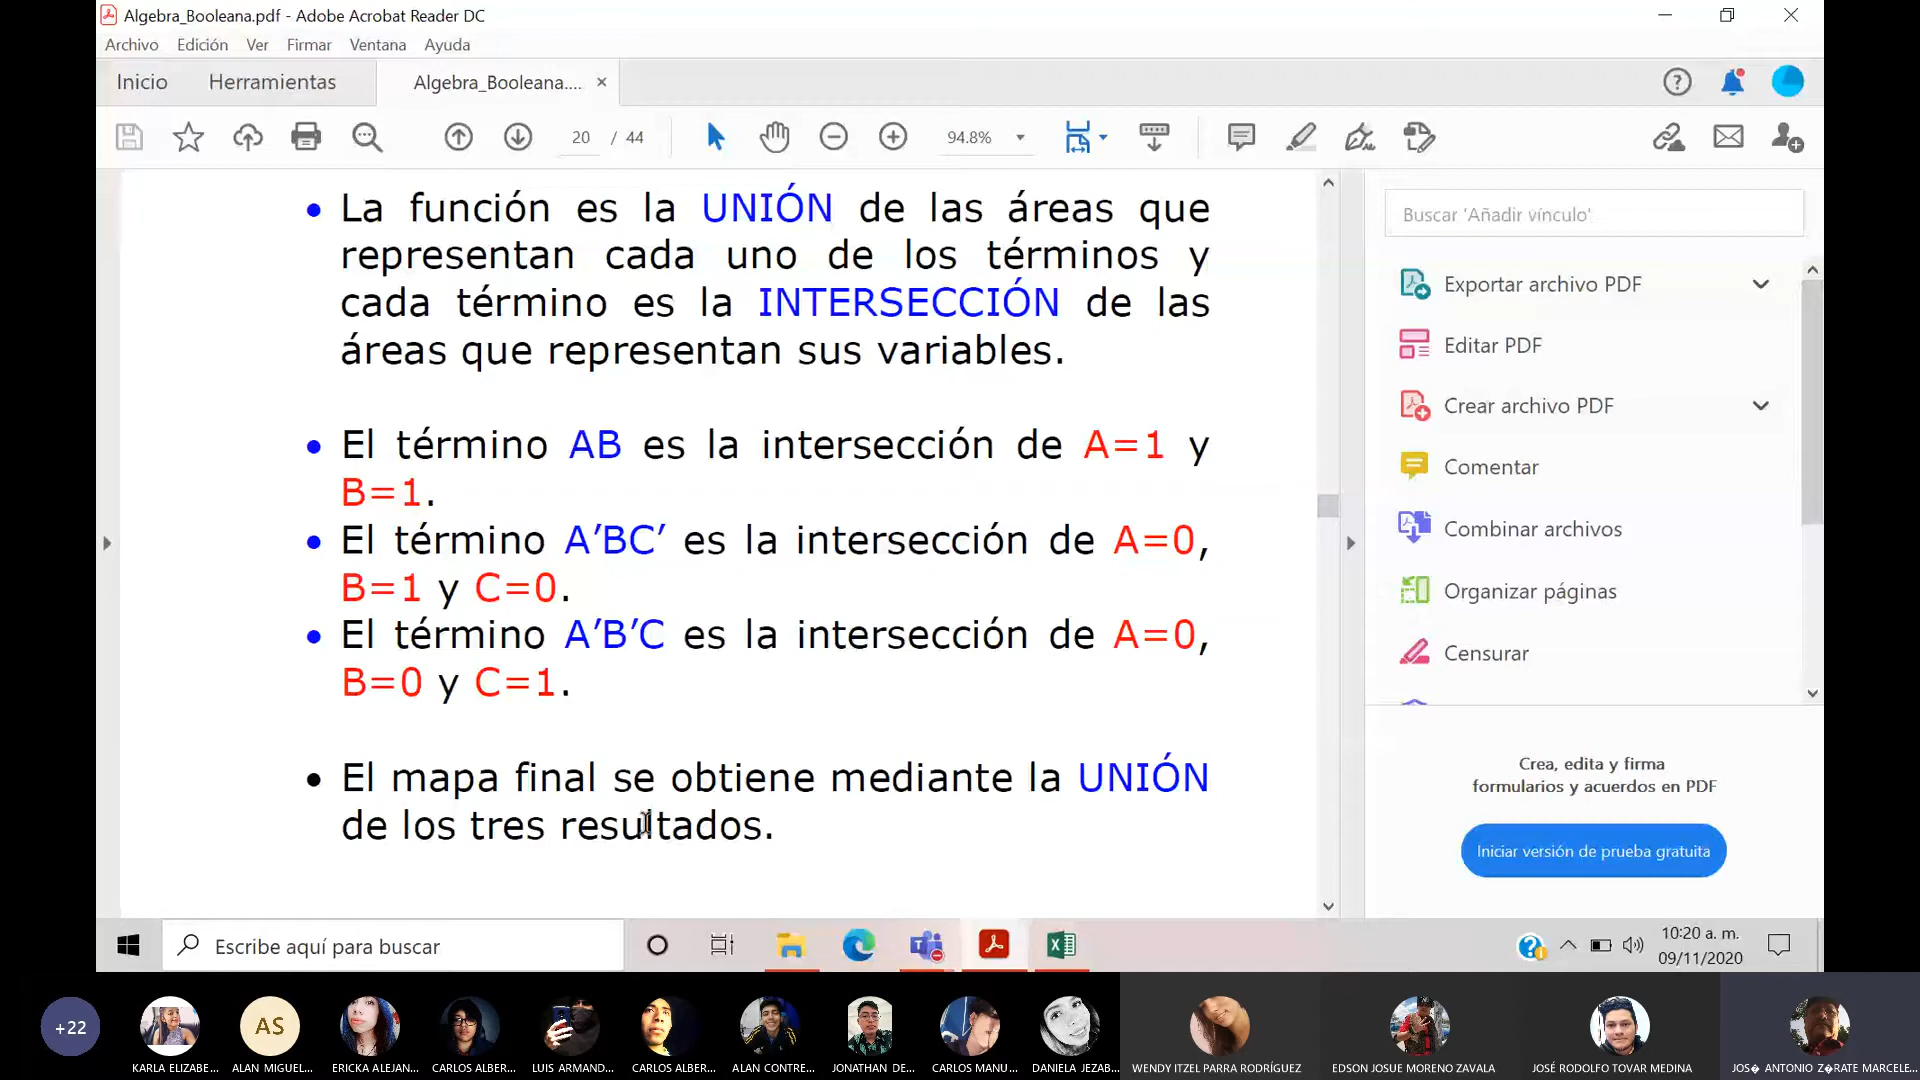 Algebra_Booleana.pdf - Adobe Acrobat Reader DC
Archivo Edición Ver Firmar Ventana Ayuda
Inicio Herramientas Algebra_Booleana.... ×
20 / 44 94.8%
• La función es la UNIÓN de las áreas que
representan cada uno de los términos y
cada término es la INTERSECCIÓN de las
áreas que representan sus variables.
• El término AB es la intersección de A=1 y
B=1.
• El término A’BC’ es la intersección de A=0,
B=1 y C=0.
• El término A’B’C es la intersección de A=0,
B=0 y C=1.
• El mapa final se obtiene mediante la UNIÓN
de los tres resultados.
Buscar 'Añadir vínculo'
Exportar archivo PDF
Editar PDF
Crear archivo PDF
Comentar
Combinar archivos
Organizar páginas
Censurar
Crea, edita y firma
formularios y acuerdos en PDF
Iniciar versión de prueba gratuita
Escribe aquí para buscar
10:20 a. m.
09/11/2020
+22
AS
KARLA ELIZABE... ALAN MIGUEL... ERICKA ALEJAN... CARLOS ALBER... LUIS ARMAND... CARLOS ALBER... ALAN CONTRE... JONATHAN DE... CARLOS MANU... DANIELA JEZAB... WENDY ITZEL PARRA RODRÍGUEZ EDSON JOSUE MORENO ZAVALA JOSÉ RODOLFO TOVAR MEDINA JOS� ANTONIO Z�RATE MARCELE...